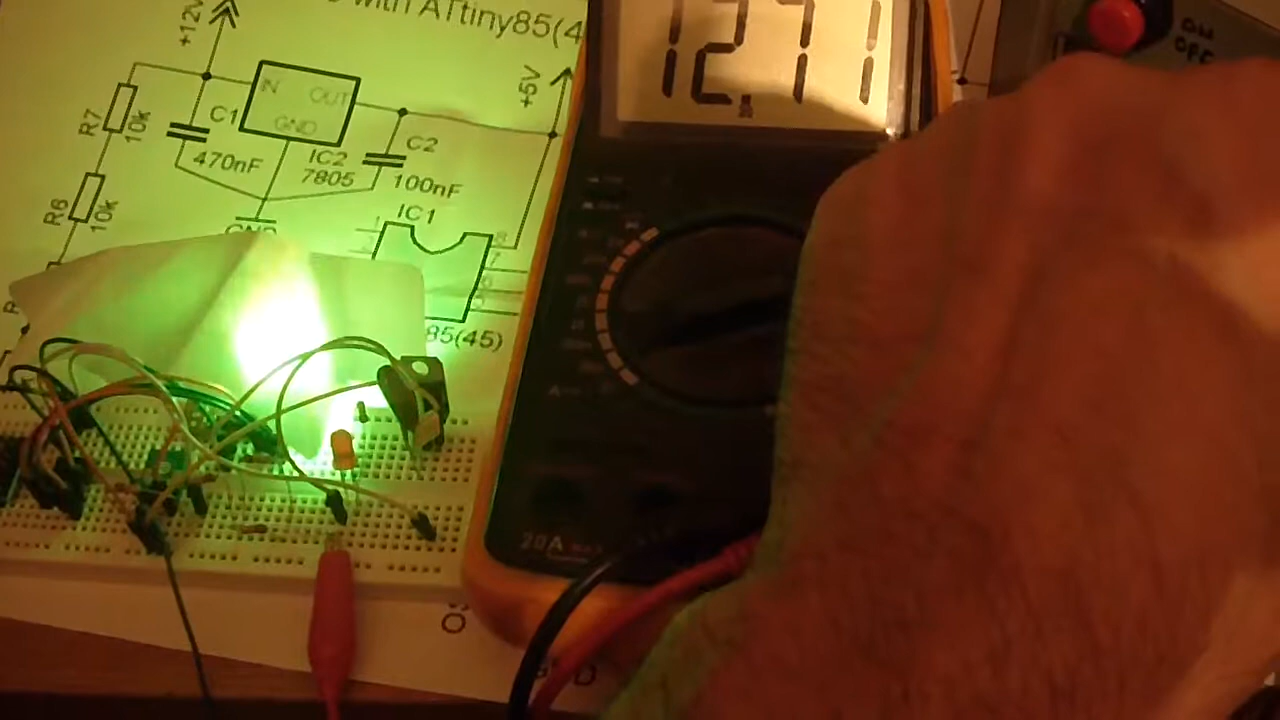 with ATtiny85(4
+12V
12.71
ON
OFF
IN
OUT
GND
+5V
R7
10k
C1
470nF
IC2
7805
C2
100nF
R6
10k
IC1
GND
85(45)
20A